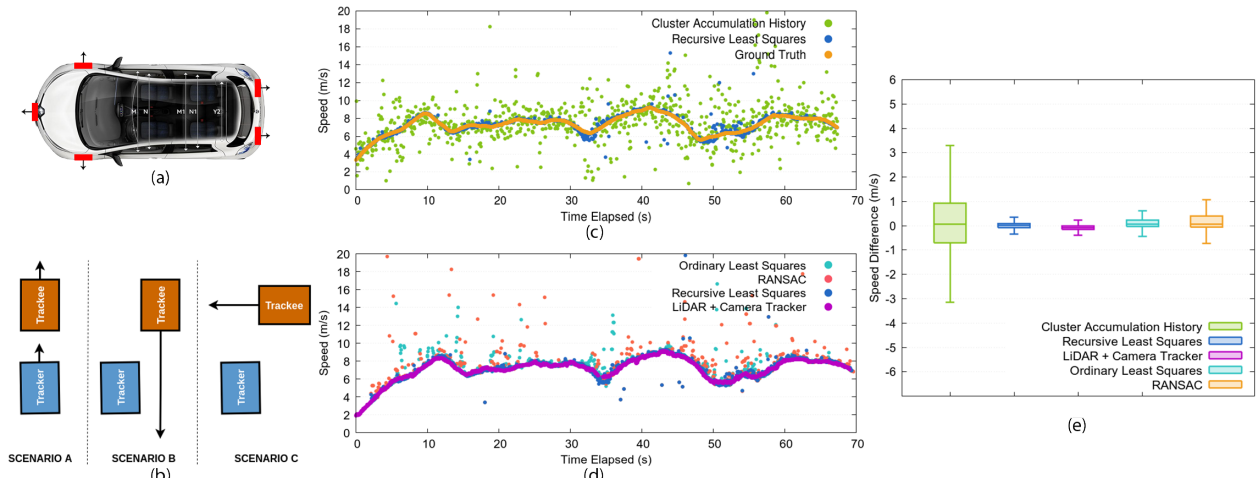 M N M1 N1 Y2
(a)
Trackee
Tracker
SCENARIO A
Trackee
Tracker
SCENARIO B
Trackee
Tracker
SCENARIO C
(b)
20
18
16
14
12
10
8
6
4
2
0
Speed (m/s)
Cluster Accumulation History
Recursive Least Squares
Ground Truth
0 10 20 30 40 50 60 70
Time Elapsed (s)
(c)
20
18
16
14
12
10
8
6
4
2
0
Speed (m/s)
Ordinary Least Squares
RANSAC
Recursive Least Squares
LiDAR + Camera Tracker
0 10 20 30 40 50 60 70
Time Elapsed (s)
(d)
6
5
4
3
2
1
0
-1
-2
-3
-4
-5
-6
Speed Difference (m/s)
Cluster Accumulation History
Recursive Least Squares
LiDAR + Camera Tracker
Ordinary Least Squares
RANSAC
(e)